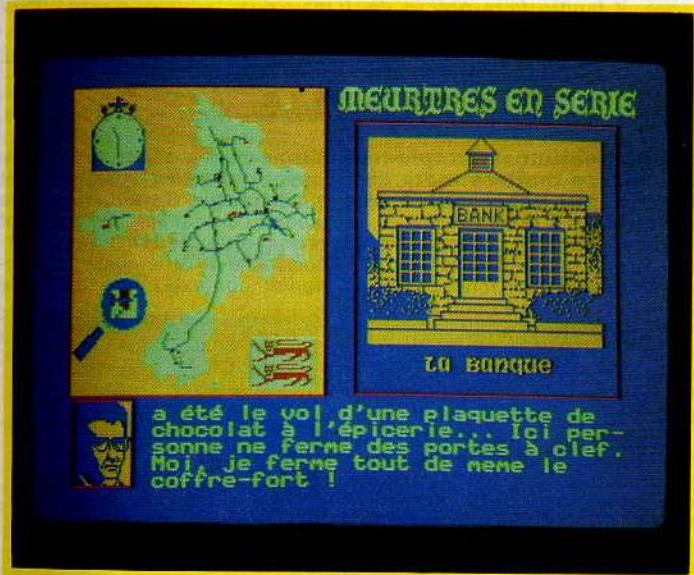 MEURTRES EN SERIE
BANK
La Banque
a été le vol d'une plaquette de
chocolat à l'épicerie... Ici per-
sonne ne ferme des portes à clef.
Moi, je ferme tout de meme le
coffre-fort !